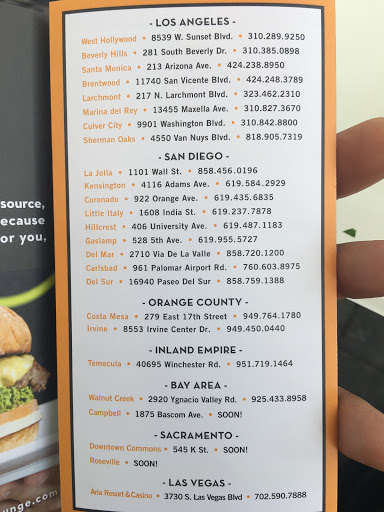 - LOS ANGELES -
West Hollywood • 8539 W. Sunset Blvd. • 310.289.9250
Beverly Hills • 281 South Beverly Dr. • 310.385.0898
Santa Monica • 213 Arizona Ave. • 424.238.8950
Brentwood • 11740 San Vicente Blvd. • 424.248.3789
Larchmont • 217 N. Larchmont Blvd. • 323.462.2310
Marina del Rey • 13455 Maxella Ave. • 310.827.3670
Culver City • 9901 Washington Blvd. • 310.842.8800
Sherman Oaks • 4550 Van Nuys Blvd. • 818.905.7319
- SAN DIEGO -
La Jolla • 1101 Wall St. • 858.456.0196
Kensington • 4116 Adams Ave. • 619.584.2929
Coronado • 922 Orange Ave. • 619.435.6835
Little Italy • 1608 India St. • 619.237.7878
Hillcrest • 406 University Ave. • 619.487.1183
Gaslamp • 528 5th Ave. • 619.955.5727
Del Mar • 2710 Via De La Valle • 858.720.1200
Carlsbad • 961 Palomar Airport Rd. • 760.603.8975
Del Sur • 16940 Paseo Del Sur • 858.759.1388
- ORANGE COUNTY -
Costa Mesa • 279 East 17th Street • 949.764.1780
Irvine • 8553 Irvine Center Dr. • 949.450.0440
- INLAND EMPIRE -
Temecula • 40695 Winchester Rd. • 951.719.1464
- BAY AREA -
Walnut Creek • 2920 Ygnacio Valley Rd. • 925.433.8958
Campbell • 1875 Bascom Ave. • SOON!
- SACRAMENTO -
Downtown Commons • 545 K St. • SOON!
Roseville • SOON!
- LAS VEGAS -
Aria Resort & Casino • 3730 S. Las Vegas Blvd • 702.590.7888
source,
ecause
or you,
unge.com